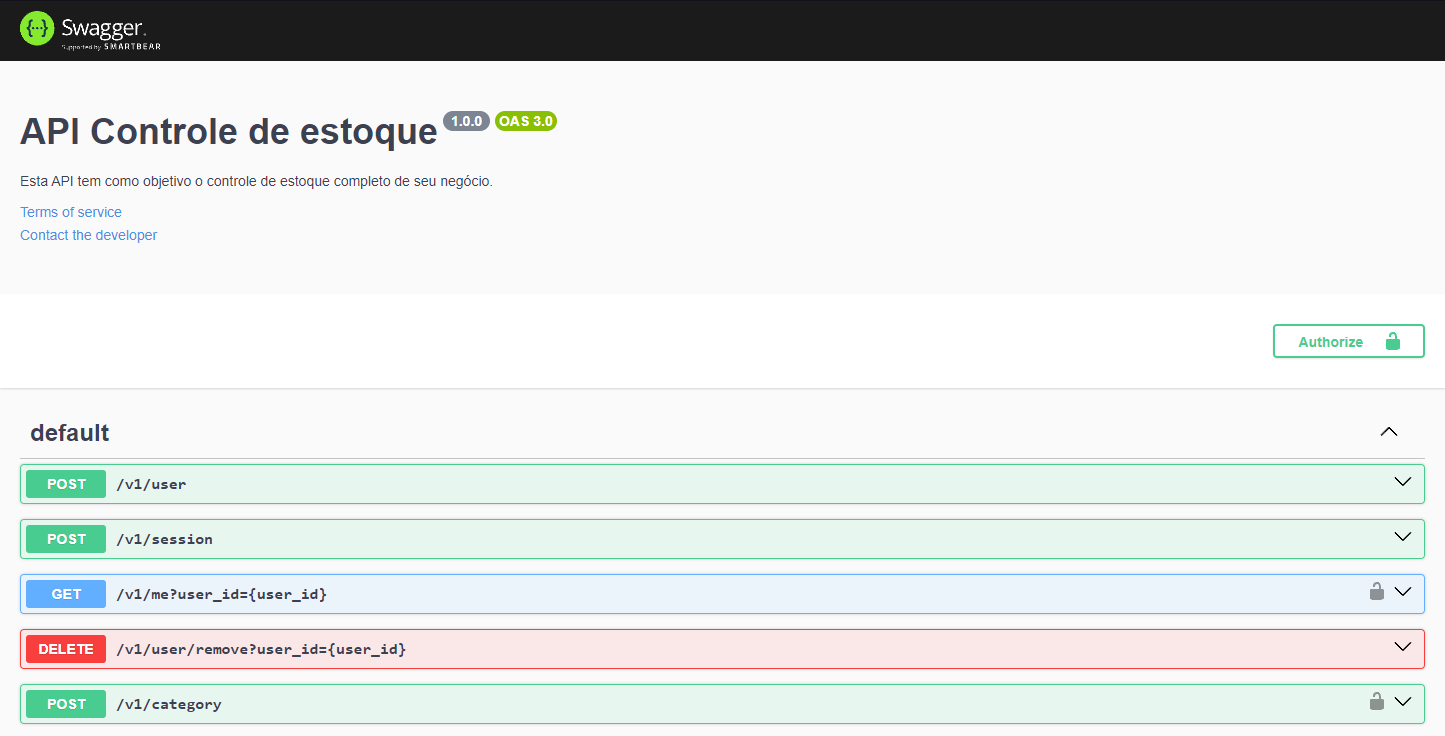 {···} Swagger.
Supported by SMARTBEAR
API Controle de estoque 1.0.0 OAS 3.0
Esta API tem como objetivo o controle de estoque completo de seu negócio.
Terms of service
Contact the developer
Authorize
default
POST /v1/user
POST /v1/session
GET /v1/me?user_id={user_id}
DELETE /v1/user/remove?user_id={user_id}
POST /v1/category